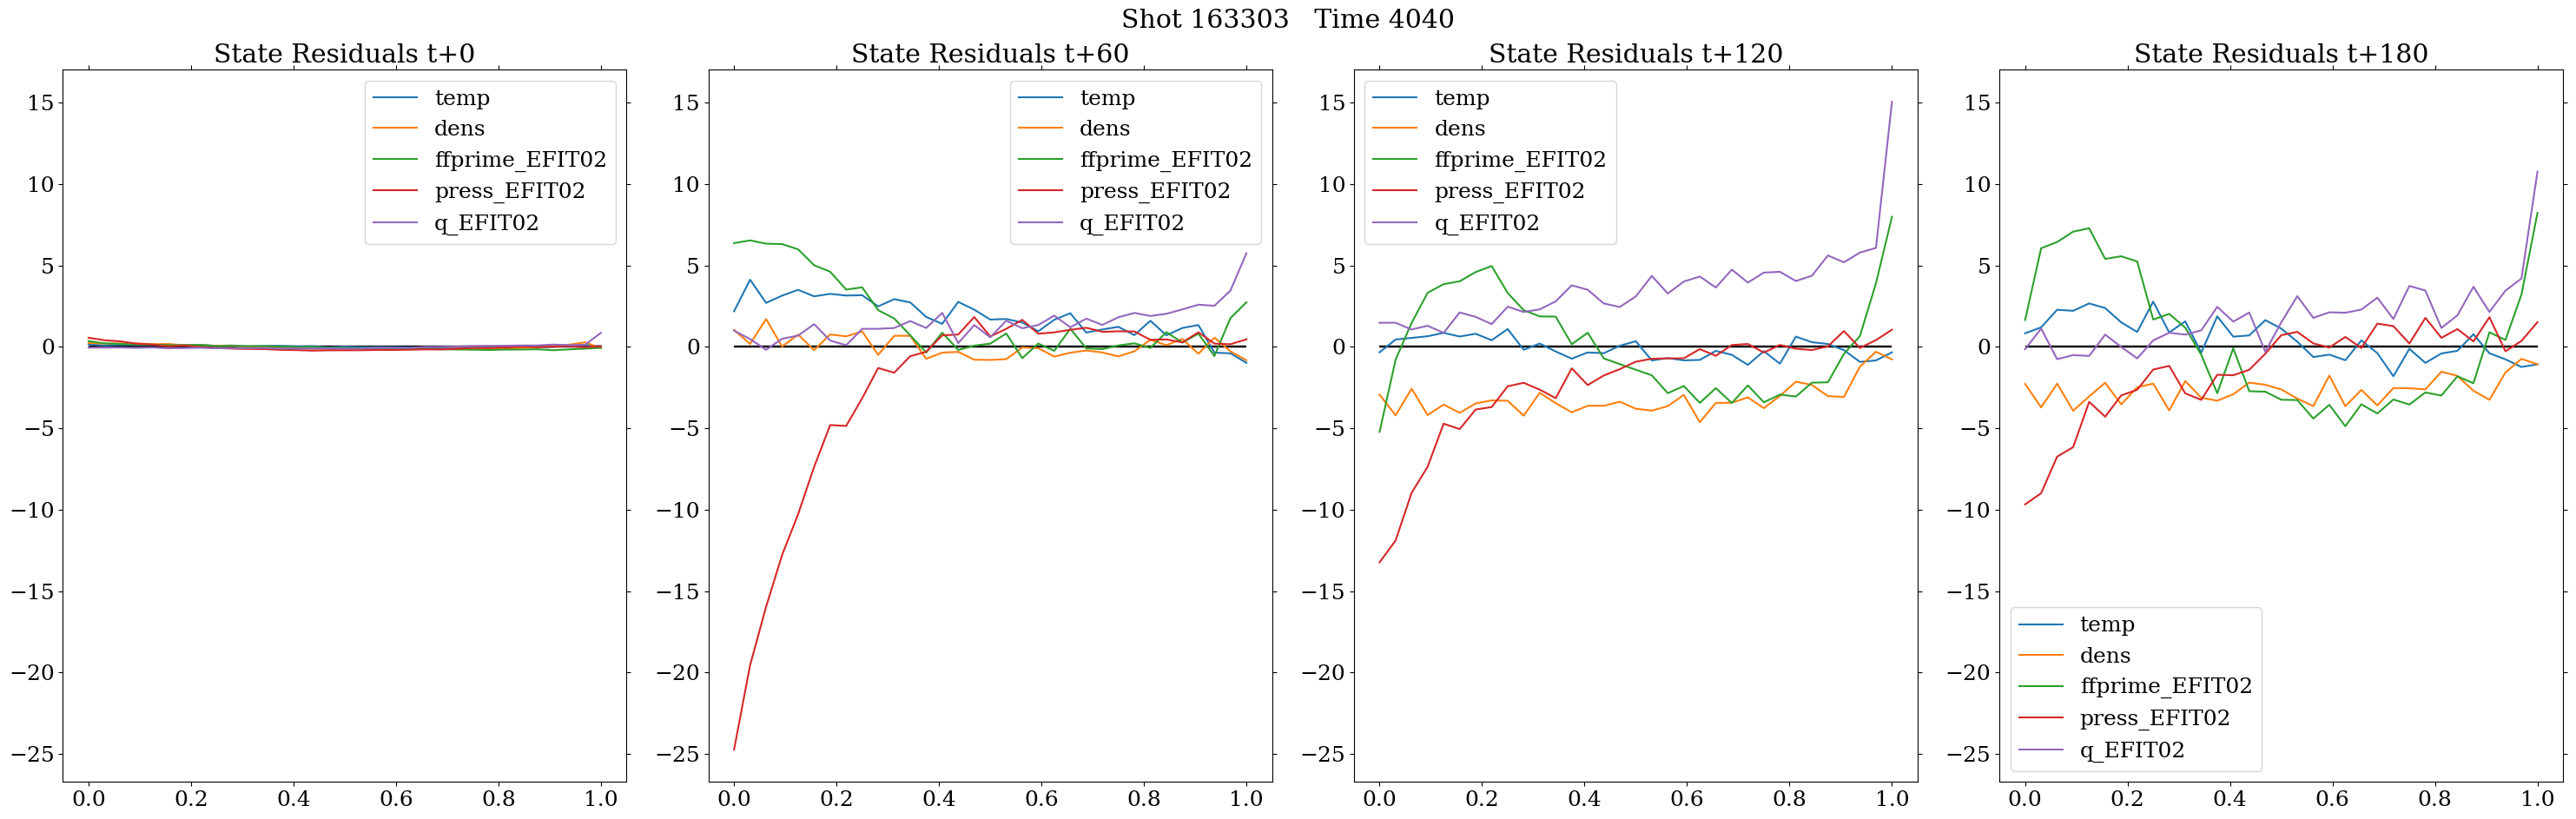 Shot 163303   Time 4040
State Residuals t+0
15
10
5
0
−5
−10
−15
−20
−25
0.0 0.2 0.4 0.6 0.8 1.0
temp
dens
ffprime_EFIT02
press_EFIT02
q_EFIT02
State Residuals t+60
15
10
5
0
−5
−10
−15
−20
−25
0.0 0.2 0.4 0.6 0.8 1.0
temp
dens
ffprime_EFIT02
press_EFIT02
q_EFIT02
State Residuals t+120
15
10
5
0
−5
−10
−15
−20
−25
0.0 0.2 0.4 0.6 0.8 1.0
temp
dens
ffprime_EFIT02
press_EFIT02
q_EFIT02
State Residuals t+180
15
10
5
0
−5
−10
−15
−20
−25
0.0 0.2 0.4 0.6 0.8 1.0
temp
dens
ffprime_EFIT02
press_EFIT02
q_EFIT02